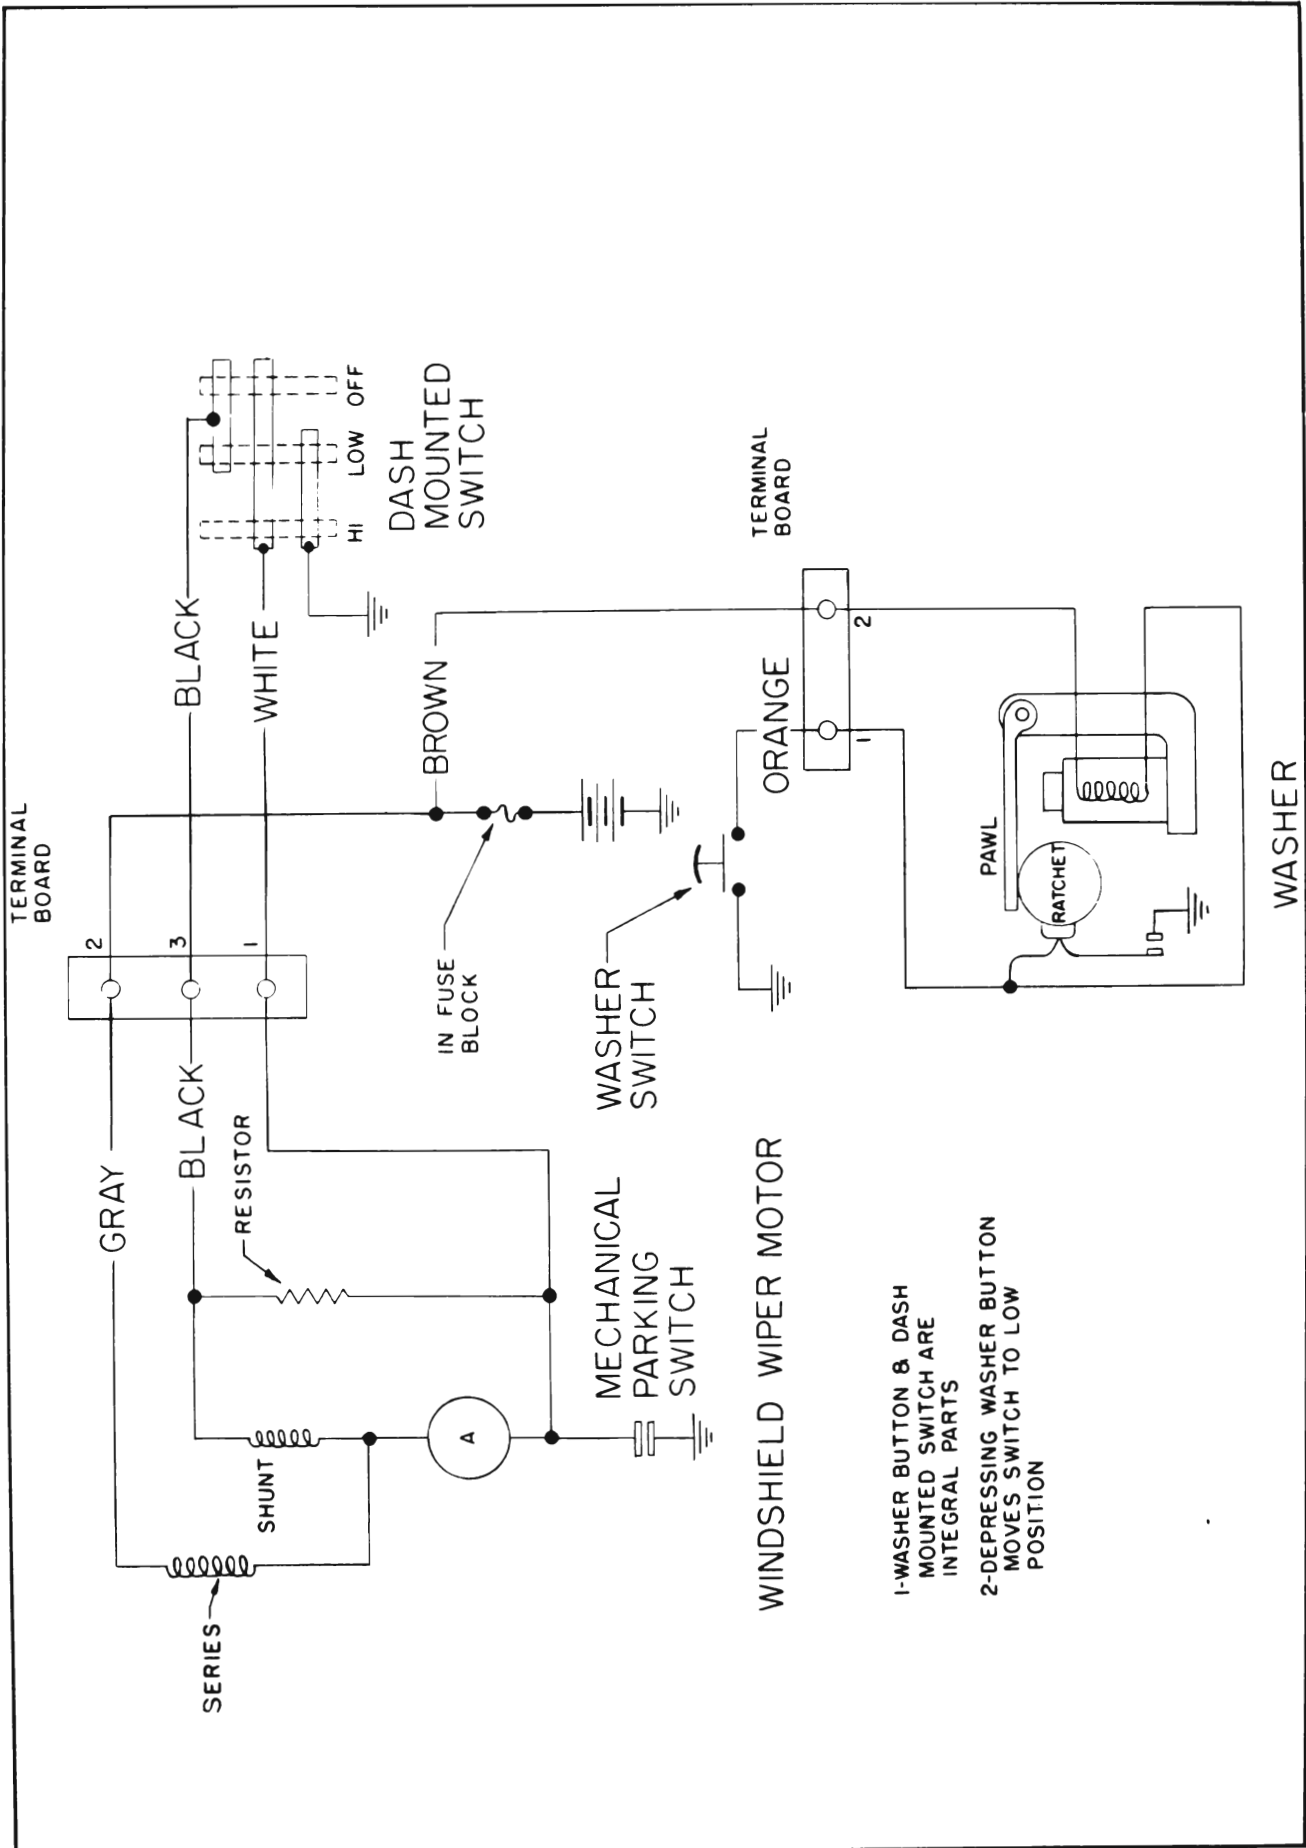 TERMINAL
BOARD
2
GRAY
3
BLACK
BLACK
SERIES
RESISTOR
1
WHITE
SHUNT
HI LOW OFF
DASH
MOUNTED
SWITCH
BROWN
IN FUSE
BLOCK
A
MECHANICAL
PARKING
SWITCH
WASHER
SWITCH
TERMINAL
BOARD
WINDSHIELD WIPER MOTOR
ORANGE
1
2
1-WASHER BUTTON & DASH
MOUNTED SWITCH ARE
INTEGRAL PARTS
2-DEPRESSING WASHER BUTTON
MOVES SWITCH TO LOW
POSITION
PAWL
RATCHET
WASHER